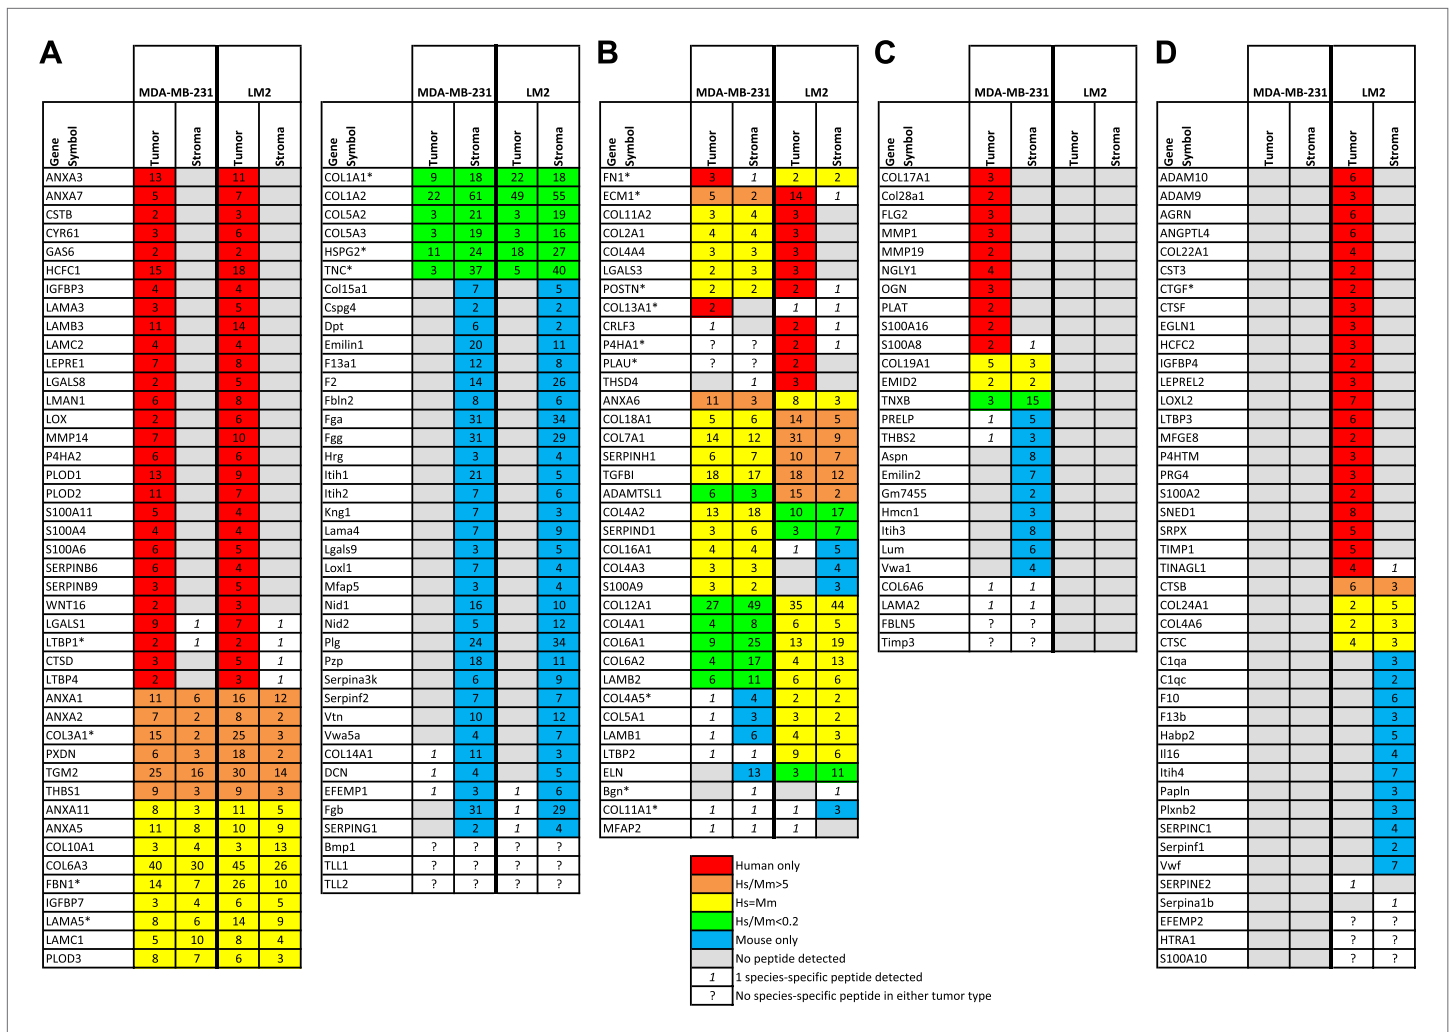 A
MDA-MB-231 LM2
Gene Symbol Tumor Stroma Tumor Stroma
ANXA3 13 11
ANXA7 5 7
CSTB 2 3
CYR61 3 6
GAS6 2 2
HCFC1 15 18
IGFBP3 4 4
LAMA3 3 5
LAMB3 11 14
LAMC2 4 4
LEPRE1 7 8
LGALS8 2 5
LMAN1 6 8
LOX 2 6
MMP14 7 10
P4HA2 6 6
PLOD1 13 9
PLOD2 11 7
S100A11 5 4
S100A4 4 4
S100A6 6 5
SERPINB6 6 4
SERPINB9 3 5
WNT16 2 3
LGALS1 9 1 7 1
LTBP1* 2 1 2 1
CTSD 3 5 1
LTBP4 2 3 1
ANXA1 11 6 16 12
ANXA2 7 2 8 2
COL3A1* 15 2 25 3
PXDN 6 3 18 2
TGM2 25 16 30 14
THBS1 9 3 9 3
ANXA11 8 3 11 5
ANXA5 11 8 10 9
COL10A1 3 4 3 13
COL6A3 40 30 45 26
FBN1* 14 7 26 10
IGFBP7 3 4 6 5
LAMA5* 8 6 14 9
LAMC1 5 10 8 4
PLOD3 8 7 6 3
MDA-MB-231 LM2
Gene Symbol Tumor Stroma Tumor Stroma
COL1A1* 9 18 22 18
COL1A2 22 61 49 55
COL5A2 3 21 3 19
COL5A3 3 19 3 16
HSPG2* 11 24 18 27
TNC* 3 37 5 40
Col15a1 7 5
Cspg4 2 2
Dpt 6 2
Emilin1 20 11
F13a1 12 8
F2 14 26
Fbln2 8 6
Fga 31 34
Fgg 31 29
Hrg 3 4
Itih1 21 5
Itih2 7 6
Kng1 7 3
Lama4 7 9
Lgals9 3 5
Loxl1 7 4
Mfap5 3 4
Nid1 16 10
Nid2 5 12
Plg 24 34
Pzp 18 11
Serpina3k 6 9
Serpinf2 7 7
Vtn 10 12
Vwa5a 4 7
COL14A1 1 11 3
DCN 1 4 5
EFEMP1 1 3 1 6
Fgb 31 1 29
SERPING1 2 1 4
Bmp1 ? ? ? ?
TLL1 ? ? ? ?
TLL2 ? ? ? ?
B
MDA-MB-231 LM2
Gene Symbol Tumor Stroma Tumor Stroma
FN1* 3 1 2 2
ECM1* 5 2 14 1
COL11A2 3 4 3
COL2A1 4 4 3
COL4A4 3 3 3
LGALS3 2 3 3
POSTN* 2 2 2 1
COL13A1* 2 1 1
CRLF3 1 2 1
P4HA1* ? ? 2 1
PLAU* ? ? 2
THSD4 1 3
ANXA6 11 3 8 3
COL18A1 5 6 14 5
COL7A1 14 12 31 9
SERPINH1 6 7 10 7
TGFBI 18 17 18 12
ADAMTSL1 6 3 15 2
COL4A2 13 18 10 17
SERPIND1 3 6 3 7
COL16A1 4 4 1 5
COL4A3 3 3 4
S100A9 3 2 3
COL12A1 27 49 35 44
COL4A1 4 8 6 5
COL6A1 9 25 13 19
COL6A2 4 17 4 13
LAMB2 6 11 6 6
COL4A5* 1 4 2 2
COL5A1 1 3 3 2
LAMB1 1 6 4 3
LTBP2 1 1 9 6
ELN 13 3 11
Bgn* 1 1
COL11A1* 1 1 1 3
MFAP2 1 1 1
Human only
Hs/Mm>5
Hs=Mm
Hs/Mm<0.2
Mouse only
No peptide detected
1 1 species-specific peptide detected
? No species-specific peptide in either tumor type
C
MDA-MB-231 LM2
Gene Symbol Tumor Stroma Tumor Stroma
COL17A1 3
Col28a1 2
FLG2 3
MMP1 3
MMP19 2
NGLY1 4
OGN 3
PLAT 2
S100A16 2
S100A8 2 1
COL19A1 5 3
EMID2 2 2
TNXB 3 15
PRELP 1 5
THBS2 1 3
Aspn 8
Emilin2 7
Gm7455 2
Hmcn1 3
Itih3 8
Lum 6
Vwa1 4
COL6A6 1 1
LAMA2 1 1
FBLN5 ? ?
Timp3 ? ?
D
MDA-MB-231 LM2
Gene Symbol Tumor Stroma Tumor Stroma
ADAM10 6
ADAM9 3
AGRN 6
ANGPTL4 6
COL22A1 4
CST3 2
CTGF* 2
CTSF 3
EGLN1 3
HCFC2 3
IGFBP4 2
LEPREL2 3
LOXL2 7
LTBP3 6
MFGE8 2
P4HTM 3
PRG4 3
S100A2 2
SNED1 8
SRPX 5
TIMP1 5
TINAGL1 4 1
CTSB 6 3
COL24A1 2 5
COL4A6 2 3
CTSC 4 3
C1qa 3
C1qc 2
F10 6
F13b 3
Habp2 5
Il16 4
Itih4 7
Papln 3
Plxnb2 3
SERPINC1 4
Serpinf1 2
Vwf 7
SERPINE2 1
Serpina1b 1
EFEMP2 ? ?
HTRA1 ? ?
S100A10 ? ?